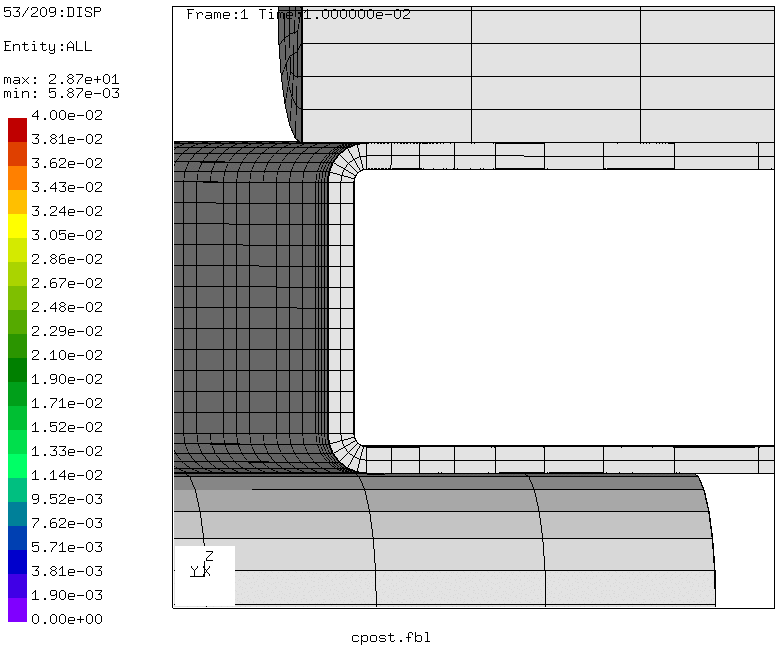 53/209:DISP
Frame:1 Time:1.000000e-02
Entity:ALL
max: 2.87e+01
min: 5.87e-03
4.00e-02
3.81e-02
3.62e-02
3.43e-02
3.24e-02
3.05e-02
2.86e-02
2.67e-02
2.48e-02
2.29e-02
2.10e-02
1.90e-02
1.71e-02
1.52e-02
1.33e-02
1.14e-02
9.52e-03
7.62e-03
5.71e-03
3.81e-03
1.90e-03
0.00e+00
Z
YX
cpost.fbl